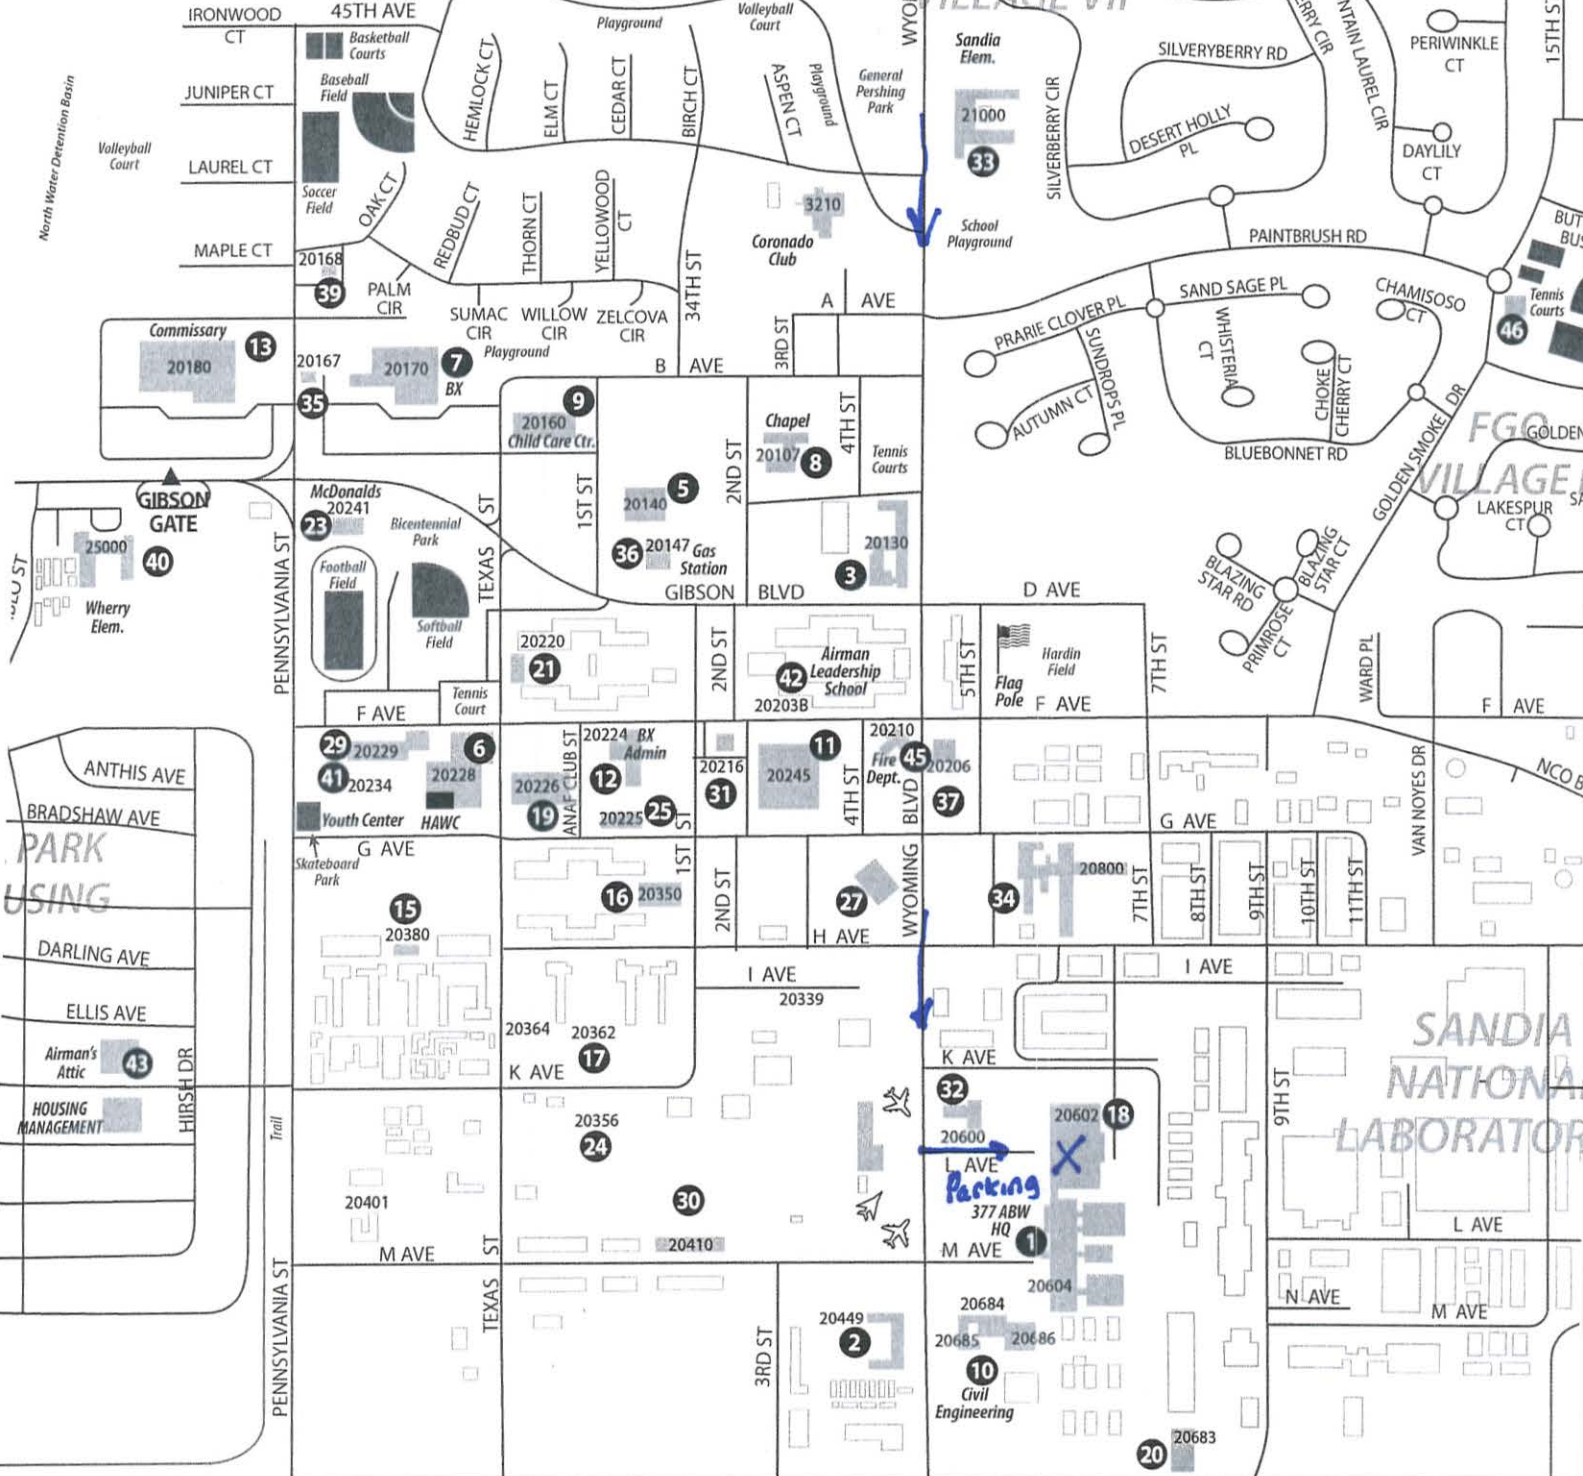 IRONWOOD
CT
45TH AVE
Basketball
Courts
Playground
Volleyball
Court
VILLAGE VII
Sandia
Elem.
21000
33
General
Pershing
Park
SILVERYBERRY RD
PERIWINKLE
CT
15TH ST
JUNIPER CT
Baseball
Field
HEMLOCK CT
ELM CT
CEDAR CT
BIRCH CT
ASPEN CT
Playground
SILVERBERRY CIR
DESERT HOLLY
PL
DAYLILY
CT
North Water Detention Basin
Volleyball
Court
LAUREL CT
Soccer
Field
OAK CT
REDBUD CT
THORN CT
YELLOWOOD
CT
3210
Coronado
Club
School
Playground
PAINTBRUSH RD
MAPLE CT
20168
39
PALM
CIR
SUMAC
CIR
WILLOW
CIR
ZELCOVA
CIR
34TH ST
A AVE
3RD ST
PRARIE CLOVER PL
SAND SAGE PL
CHAMISOSO
CT
Tennis
Courts
46
Commissary
13
20180
20167
35
20170
7
BX
Playground
B AVE
SUNDROPS PL
WHISTERIA
CT
CHOKE
CHERRY CT
AUTUMN CT
BLUEBONNET RD
GOLDEN SMOKE DR
9
20160
Child Care Ctr.
Chapel
20107
8
4TH ST
Tennis
Courts
FGO
VILLAGE
LAKESPUR
CT
GIBSON
GATE
McDonalds
20241
23
Bicentennial
Park
TEXAS ST
1ST ST
5
20140
2ND ST
36
20147
Gas
Station
20130
3
25000
40
Wherry
Elem.
PENNSYLVANIA ST
Football
Field
Softball
Field
GIBSON BLVD
D AVE
BLAZING
STAR RD
BLAZING
STAR CT
PRIMROSE
CT
20220
21
2ND ST
42
Airman
Leadership
School
20203B
5TH ST
Flag
Pole
Hardin
Field
7TH ST
WARD PL
F AVE
Tennis
Court
F AVE
F AVE
29
20229
41
20234
6
20228
Youth Center
HAWC
20226
19
ANAF CLUB ST
20224
BX
Admin
12
20225
25
1ST ST
20216
31
20245
11
4TH ST
20210
Fire
Dept.
45
20206
37
WYOMING BLVD
VAN NOYES DR
ANTHIS AVE
BRADSHAW AVE
PARK
Skateboard
Park
G AVE
G AVE
15
20380
16
20350
2ND ST
27
H AVE
34
20800
7TH ST
8TH ST
9TH ST
10TH ST
11TH ST
DARLING AVE
ELLIS AVE
Airman's
Attic
43
HOUSING
MANAGEMENT
HIRSH DR
Trail
I AVE
20339
I AVE
20364
20362
17
K AVE
K AVE
SANDIA
NATIONA
LABORATOR
32
20600
20602
18
9TH ST
20356
24
L AVE
Parking
377 ABW
HQ
1
20401
30
20410
M AVE
M AVE
L AVE
20604
N AVE
M AVE
PENNSYLVANIA ST
TEXAS ST
3RD ST
20449
2
20684
20685
20686
10
Civil
Engineering
20683
20